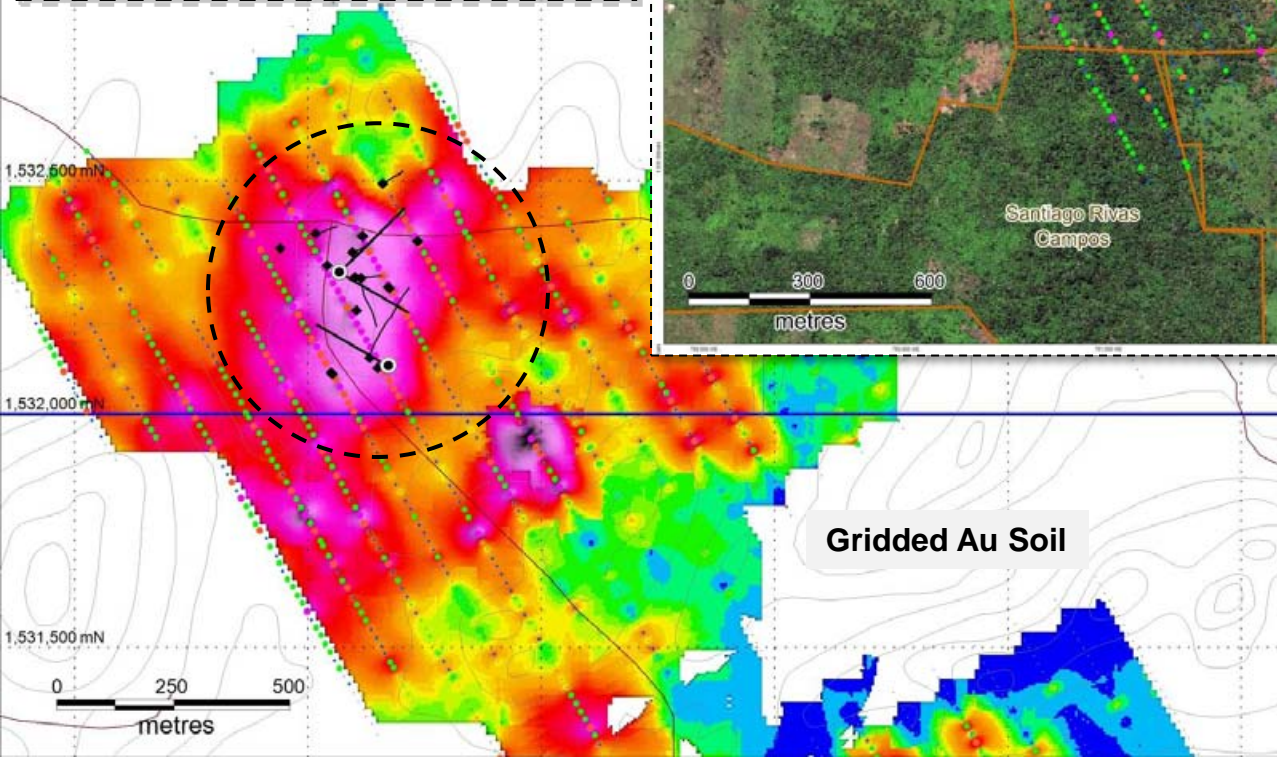 Santiago Rivas
Campos
0 300 600
metres
1,532,500 mN
1,532,000 mN
Gridded Au Soil
1,531,500 mN
0 250 500
metres